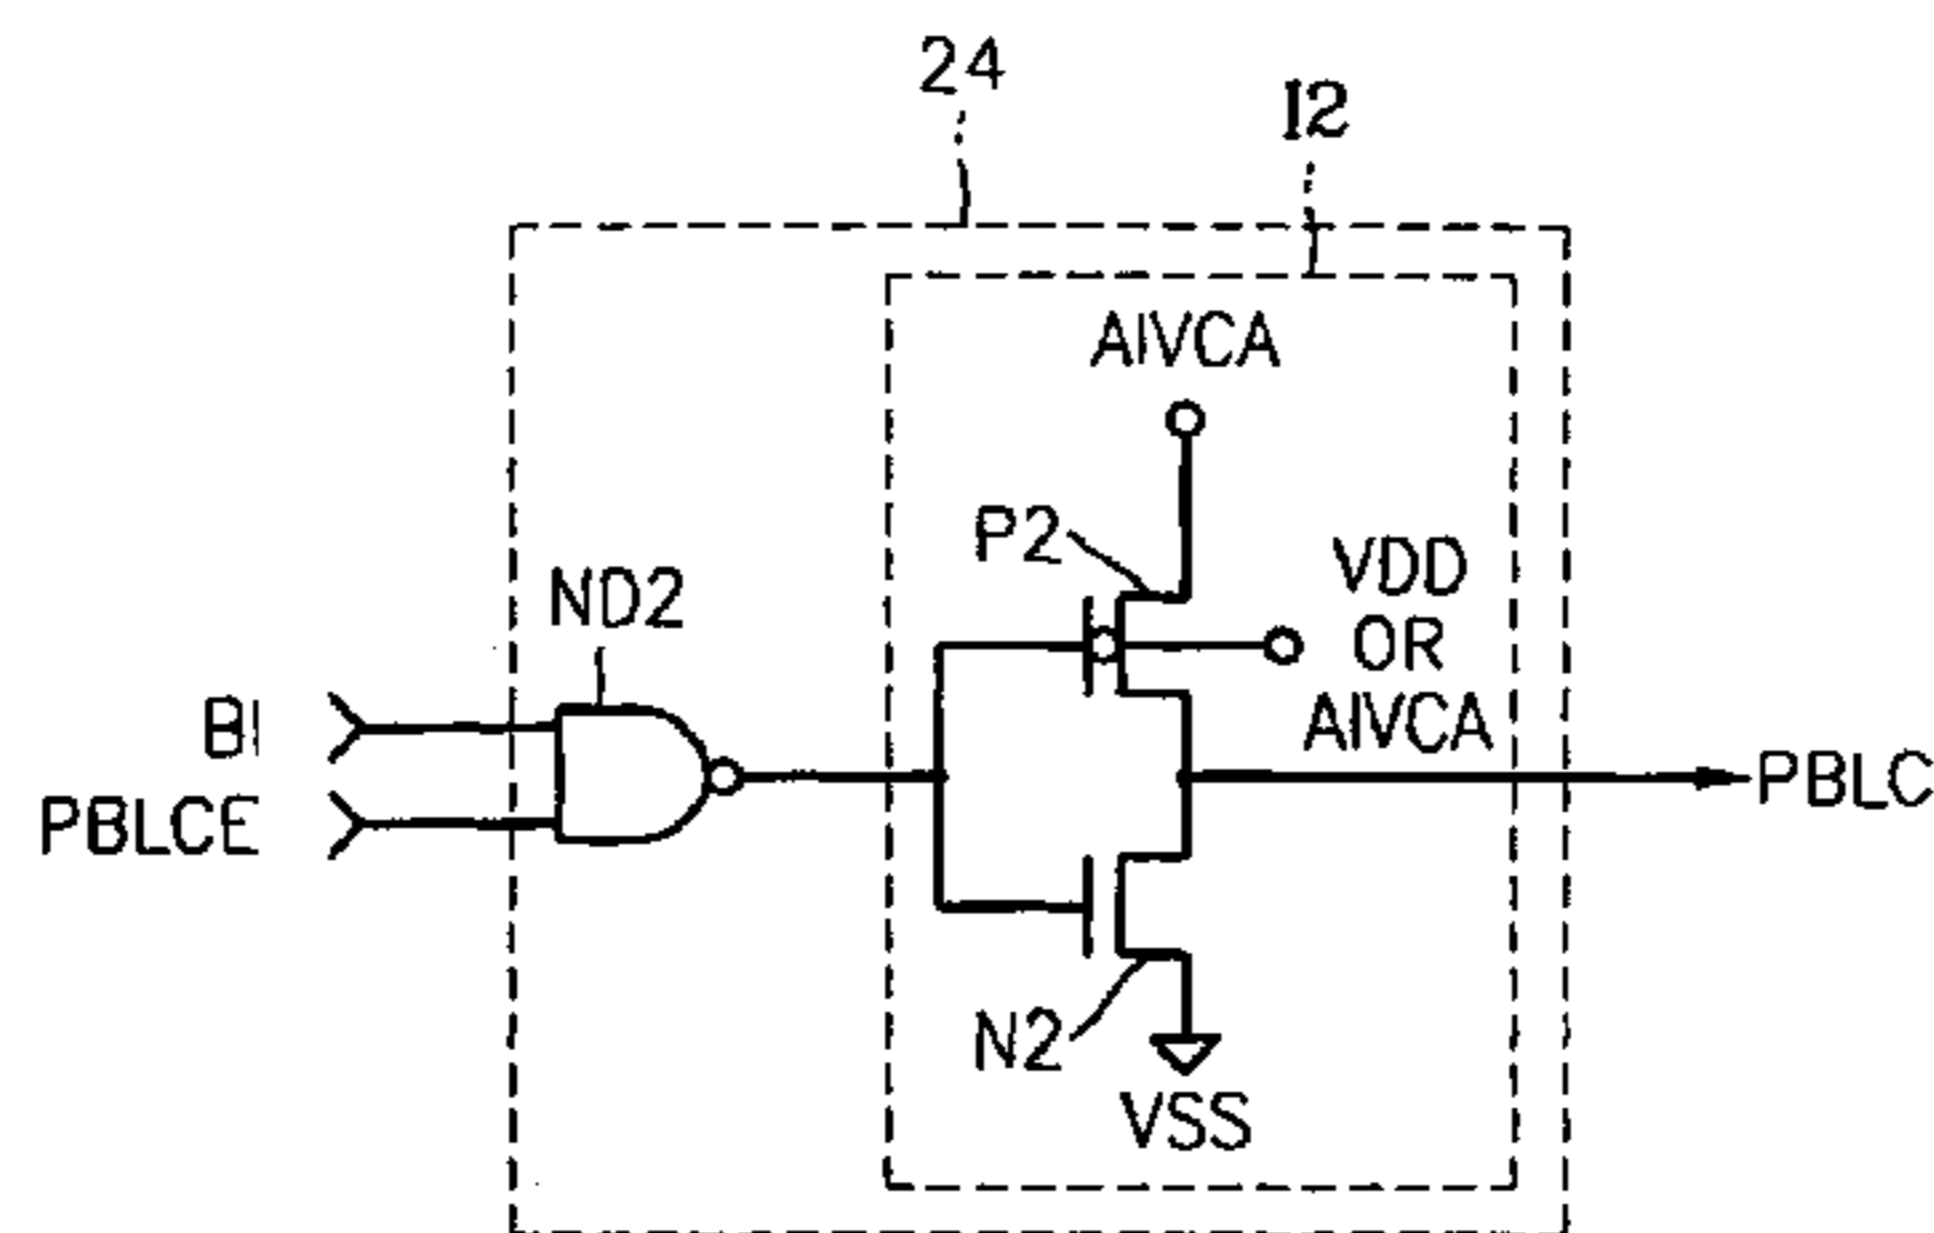 24
I2
AIVCA
P2
VDD
OR
AIVCA
ND2
BI
PBLCE
PBLC
N2
VSS